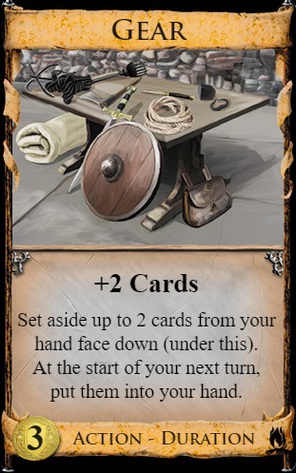 GEAR
+2 Cards
Set aside up to 2 cards from your
hand face down (under this).
At the start of your next turn,
put them into your hand.
3 ACTION - DURATION